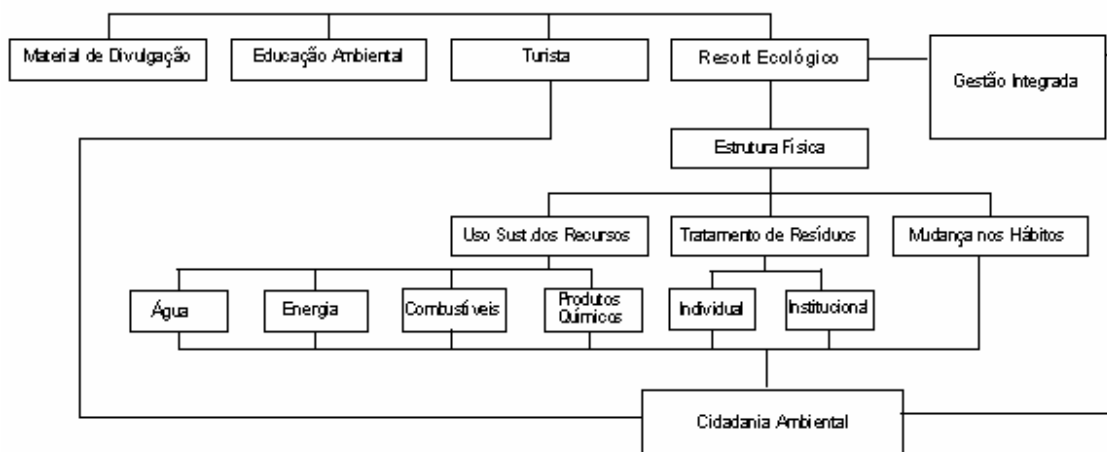 Material de Divulgação
Educação Ambiental
Turista
Resort Ecológico
Gestão Integrada
Estrutura Física
Uso Sust.dos Recursos
Tratamento de Resíduos
Mudança nos Hábitos
Água
Energia
Combustíveis
Produtos
Químicos
Individual
Institucional
Cidadania Ambiental